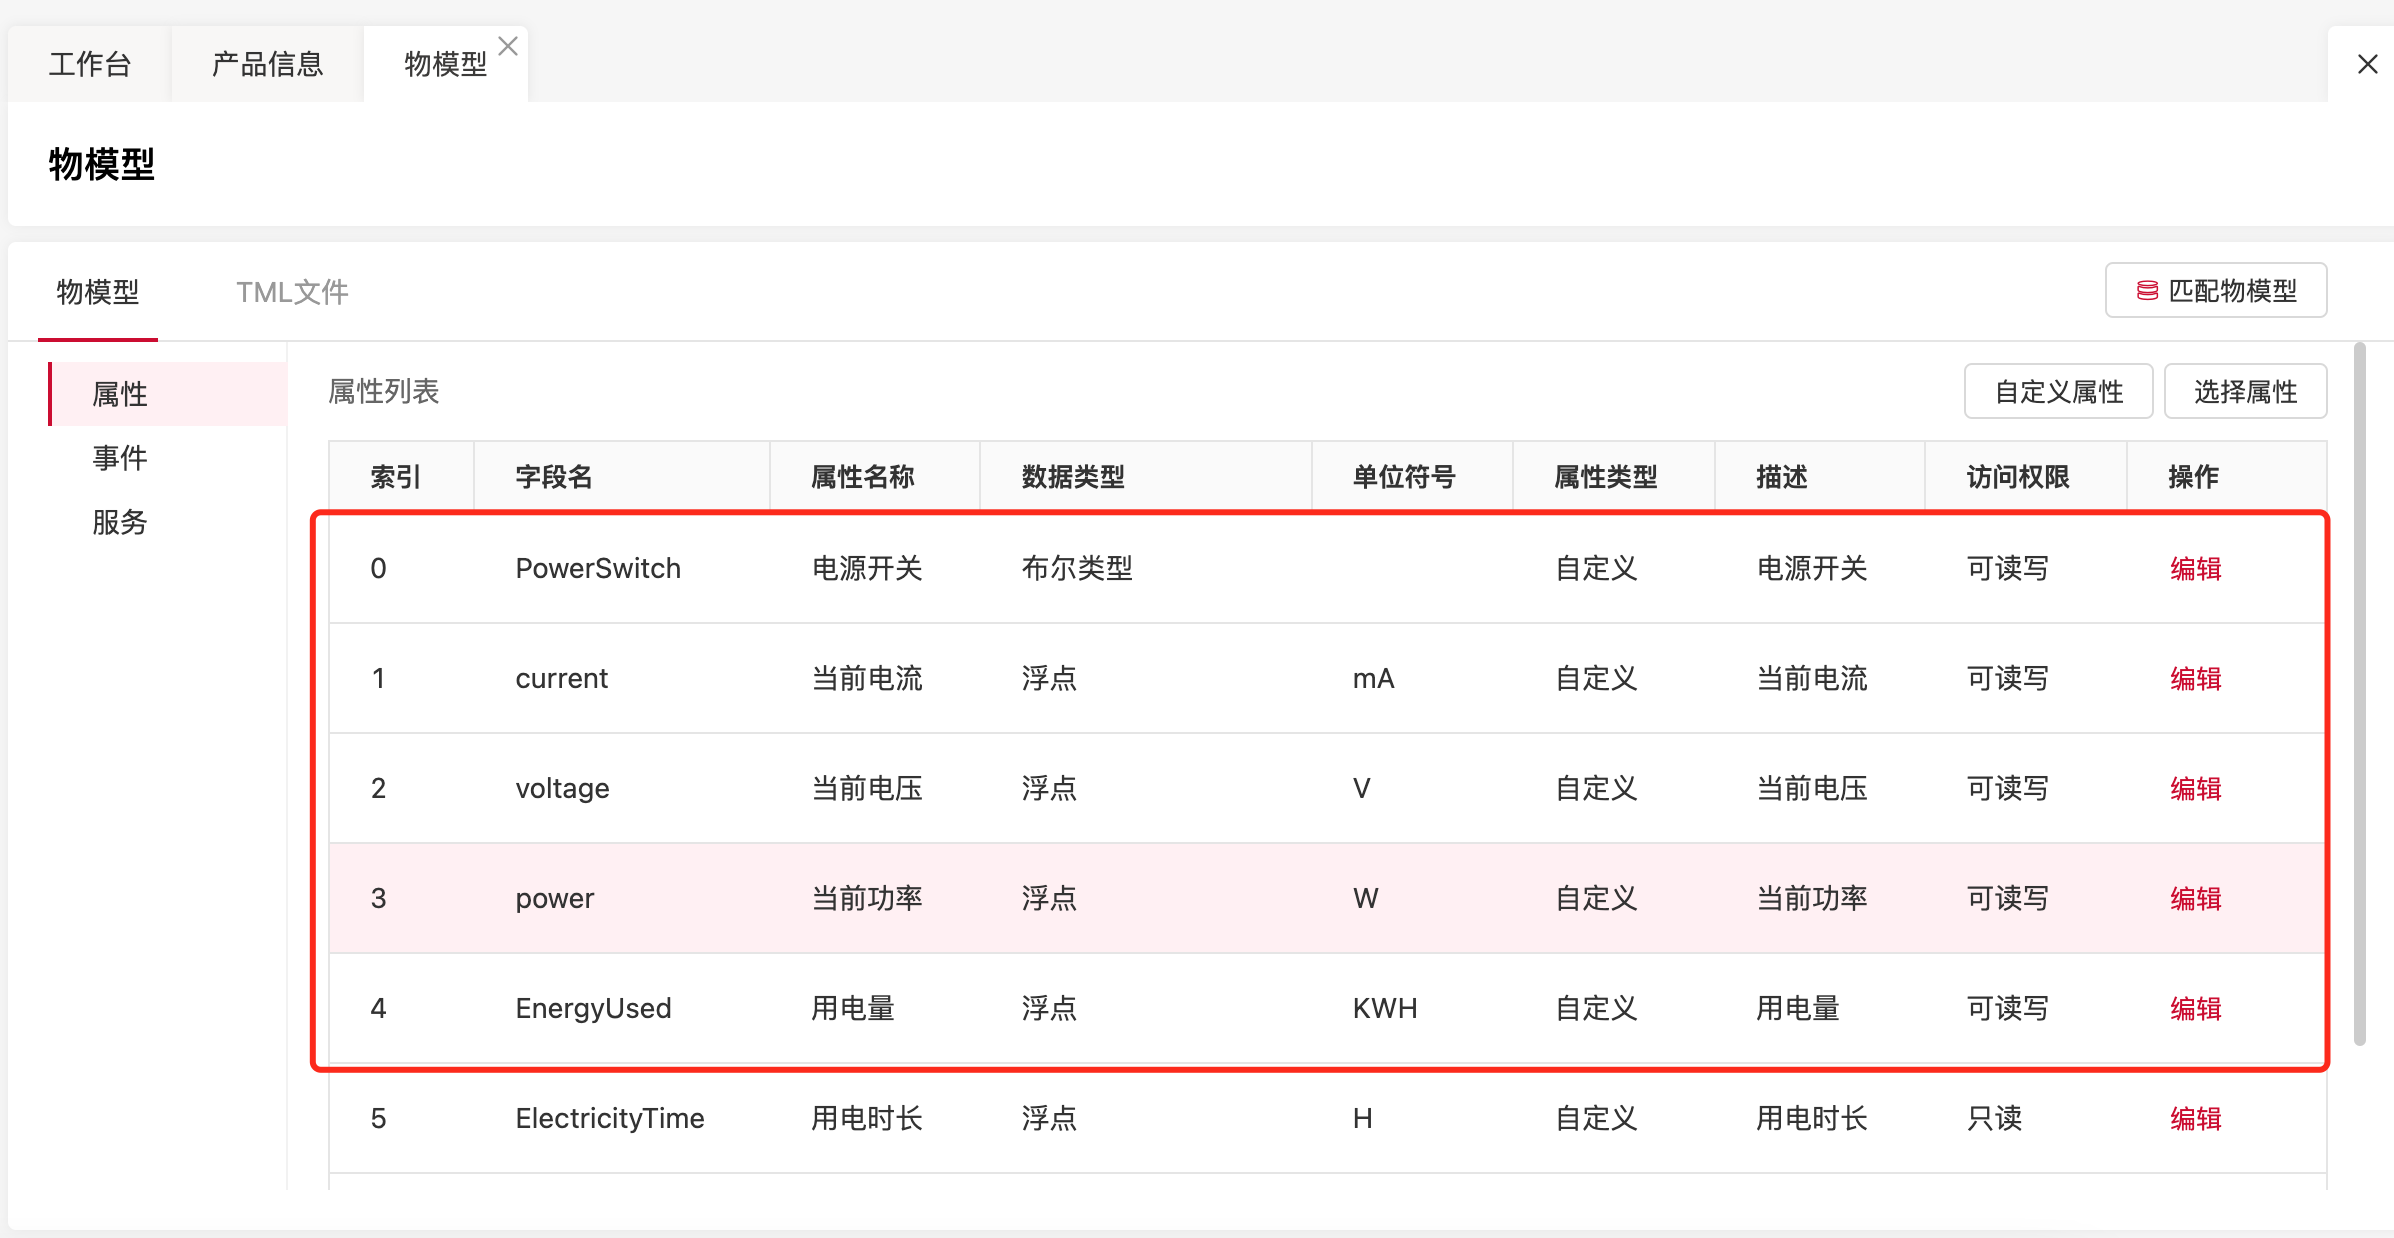 工作台 产品信息 物模型
物模型
物模型 TML文件 匹配物模型
属性
事件
服务
属性列表 自定义属性 选择属性
索引 字段名 属性名称 数据类型 单位符号 属性类型 描述 访问权限 操作
0 PowerSwitch 电源开关 布尔类型 自定义 电源开关 可读写 编辑
1 current 当前电流 浮点 mA 自定义 当前电流 可读写 编辑
2 voltage 当前电压 浮点 V 自定义 当前电压 可读写 编辑
3 power 当前功率 浮点 W 自定义 当前功率 可读写 编辑
4 EnergyUsed 用电量 浮点 KWH 自定义 用电量 可读写 编辑
5 ElectricityTime 用电时长 浮点 H 自定义 用电时长 只读 编辑